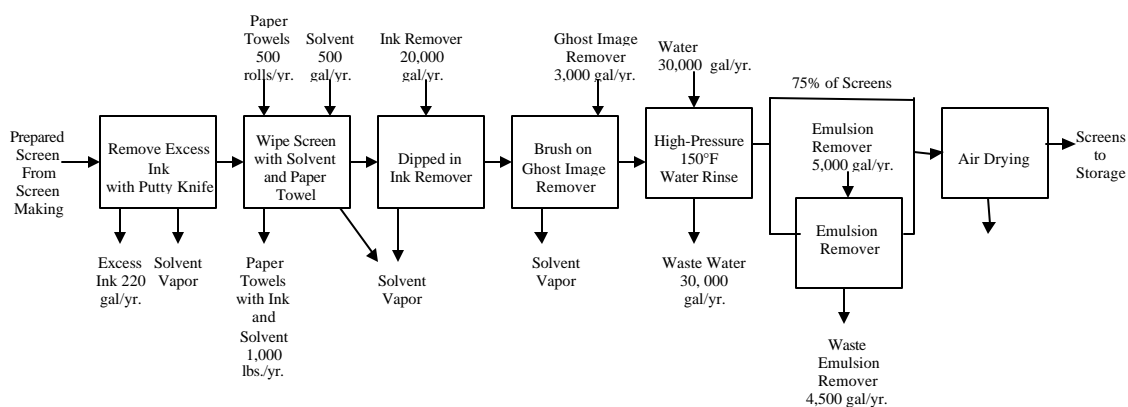 Paper
Towels
500
rolls/yr.
Solvent
500
gal/yr.
Ink Remover
20,000
gal/yr.
Ghost Image
Remover
3,000 gal/yr.
Water
30,000 gal/yr.
75% of Screens
Prepared
Screen
From
Screen
Making
Remove Excess
Ink
with Putty Knife
Wipe Screen
with Solvent
and Paper
Towel
Dipped in
Ink Remover
Brush on
Ghost Image
Remover
High-Pressure
150°F
Water Rinse
Emulsion
Remover
5,000 gal/yr.
Emulsion
Remover
Air Drying
Screens
to
Storage
Excess
Ink 220
gal/yr.
Solvent
Vapor
Paper
Towels
with Ink
and
Solvent
1,000
lbs./yr.
Solvent
Vapor
Solvent
Vapor
Waste Water
30, 000
gal/yr.
Waste
Emulsion
Remover
4,500 gal/yr.